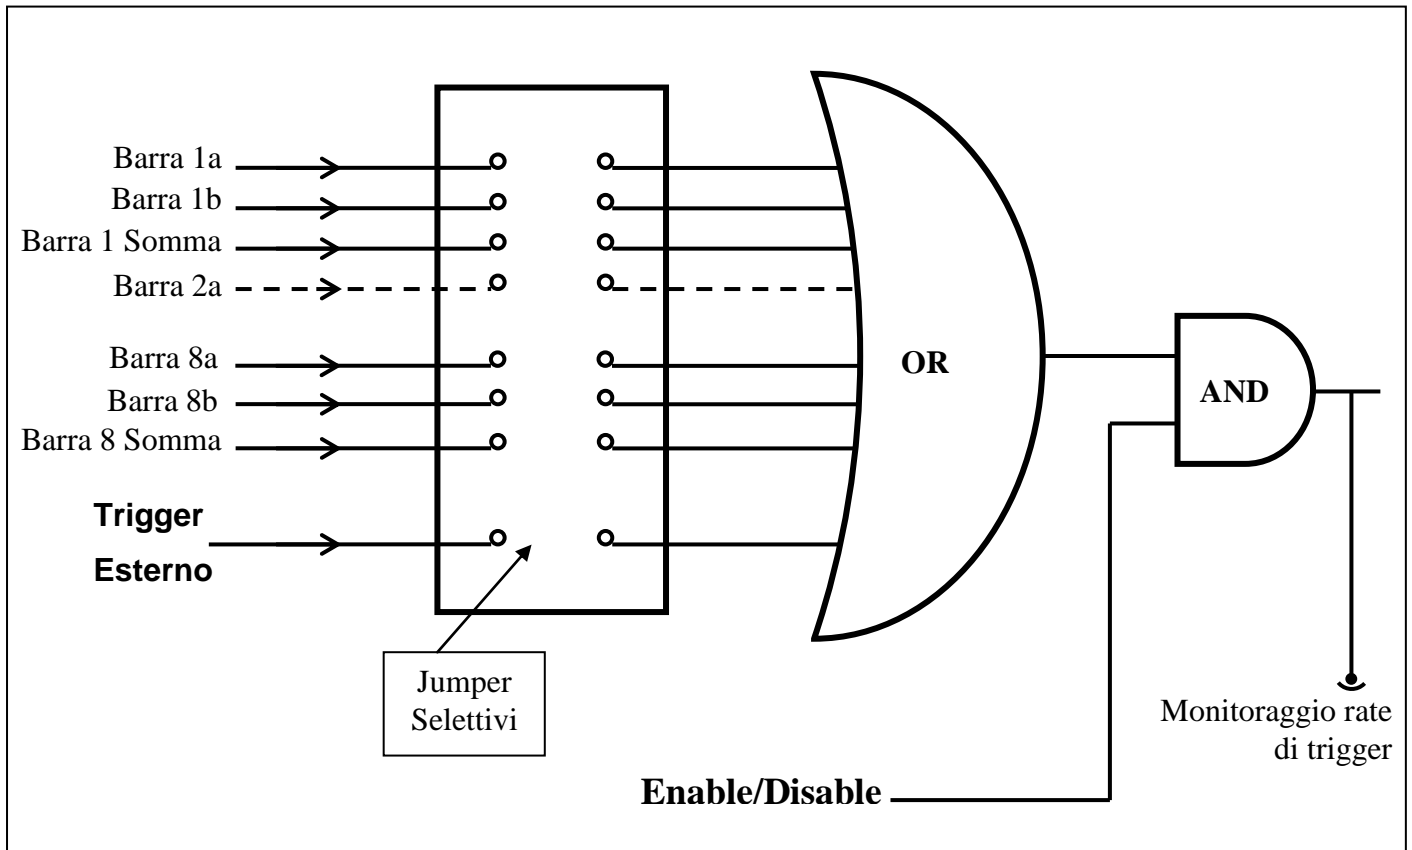 Barra 1a
Barra 1b
Barra 1 Somma
Barra 2a
Barra 8a
Barra 8b
Barra 8 Somma
Trigger
Esterno
Jumper
Selettivi
OR
AND
Monitoraggio rate
di trigger
Enable/Disable